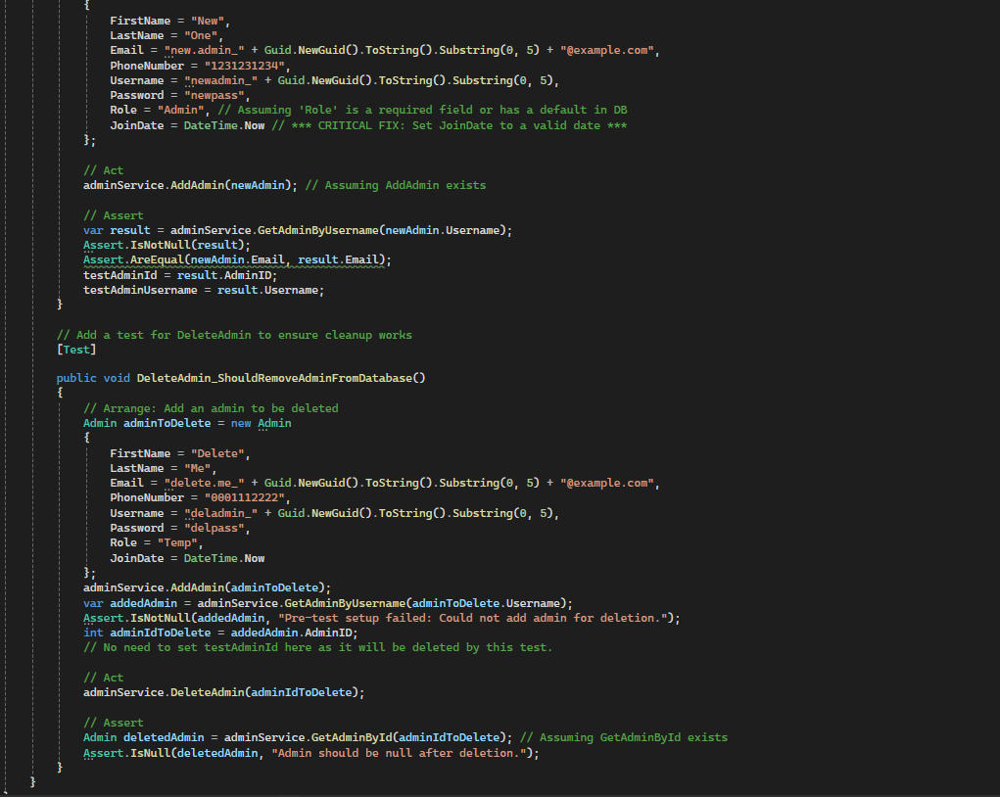 {
FirstName = "New",
LastName = "One",
Email = "new.admin_" + Guid.NewGuid().ToString().Substring(0, 5) + "@example.com",
PhoneNumber = "1231231234",
Username = "newadmin_" + Guid.NewGuid().ToString().Substring(0, 5),
Password = "newpass",
Role = "Admin", // Assuming 'Role' is a required field or has a default in DB
JoinDate = DateTime.Now // *** CRITICAL FIX: Set JoinDate to a valid date ***
};
// Act
adminService.AddAdmin(newAdmin); // Assuming AddAdmin exists
// Assert
var result = adminService.GetAdminByUsername(newAdmin.Username);
Assert.IsNotNull(result);
Assert.AreEqual(newAdmin.Email, result.Email);
testAdminId = result.AdminID;
testAdminUsername = result.Username;
}
// Add a test for DeleteAdmin to ensure cleanup works
[Test]
public void DeleteAdmin_ShouldRemoveAdminFromDatabase()
{
// Arrange: Add an admin to be deleted
Admin adminToDelete = new Admin
{
FirstName = "Delete",
LastName = "Me",
Email = "delete.me_" + Guid.NewGuid().ToString().Substring(0, 5) + "@example.com",
PhoneNumber = "0001112222",
Username = "deladmin_" + Guid.NewGuid().ToString().Substring(0, 5),
Password = "delpass",
Role = "Temp",
JoinDate = DateTime.Now
};
adminService.AddAdmin(adminToDelete);
var addedAdmin = adminService.GetAdminByUsername(adminToDelete.Username);
Assert.IsNotNull(addedAdmin, "Pre-test setup failed: Could not add admin for deletion.");
int adminIdToDelete = addedAdmin.AdminID;
// No need to set testAdminId here as it will be deleted by this test.
// Act
adminService.DeleteAdmin(adminIdToDelete);
// Assert
Admin deletedAdmin = adminService.GetAdminById(adminIdToDelete); // Assuming GetAdminById exists
Assert.IsNull(deletedAdmin, "Admin should be null after deletion.");
}
}